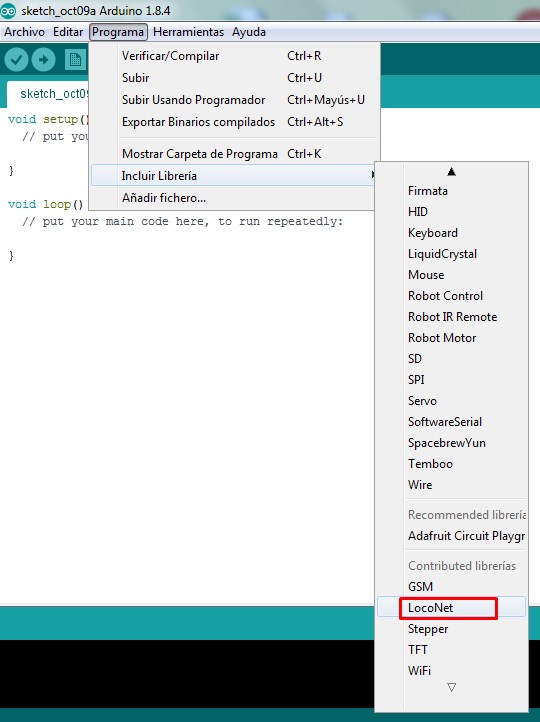 sketch_oct09a Arduino 1.8.4
Archivo Editar Programa Herramientas Ayuda
Verificar/Compilar Ctrl+R
Subir Ctrl+U
Subir Usando Programador Ctrl+Mayús+U
Exportar Binarios compilados Ctrl+Alt+S
Mostrar Carpeta de Programa Ctrl+K
Incluir Librería
Añadir fichero...
sketch_oct09
void setup()
// put you
}
void loop()
// put your main code here, to run repeatedly:
}
Firmata
HID
Keyboard
LiquidCrystal
Mouse
Robot Control
Robot IR Remote
Robot Motor
SD
SPI
Servo
SoftwareSerial
SpacebrewYun
Temboo
Wire
Recommended librería
Adafruit Circuit Playgr
Contributed librerías
GSM
LocoNet
Stepper
TFT
WiFi